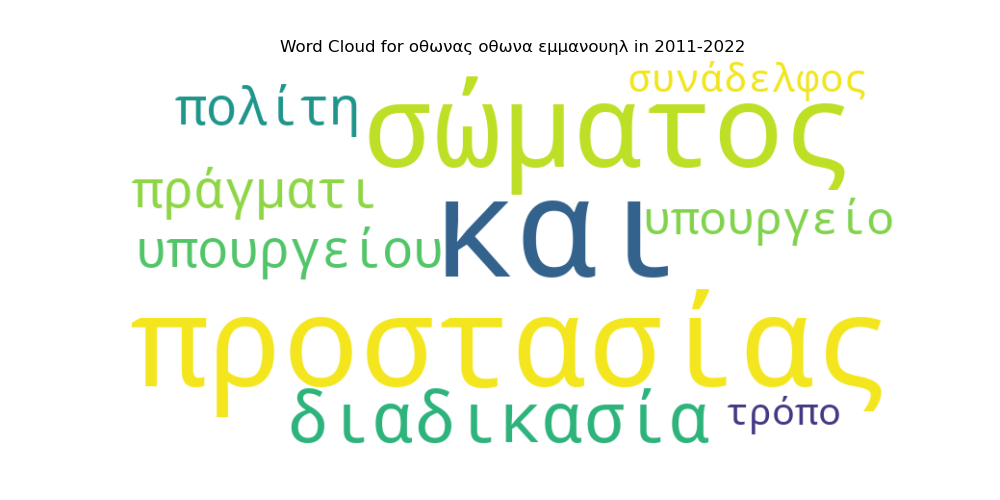 Word Cloud for οθωνας οθωνα εμμανουηλ in 2011-2022
συνάδελφος
πολίτη
σώματος
πράγματι
και
υπουργείο
υπουργείου
προστασίας
διαδικασία
τρόπο